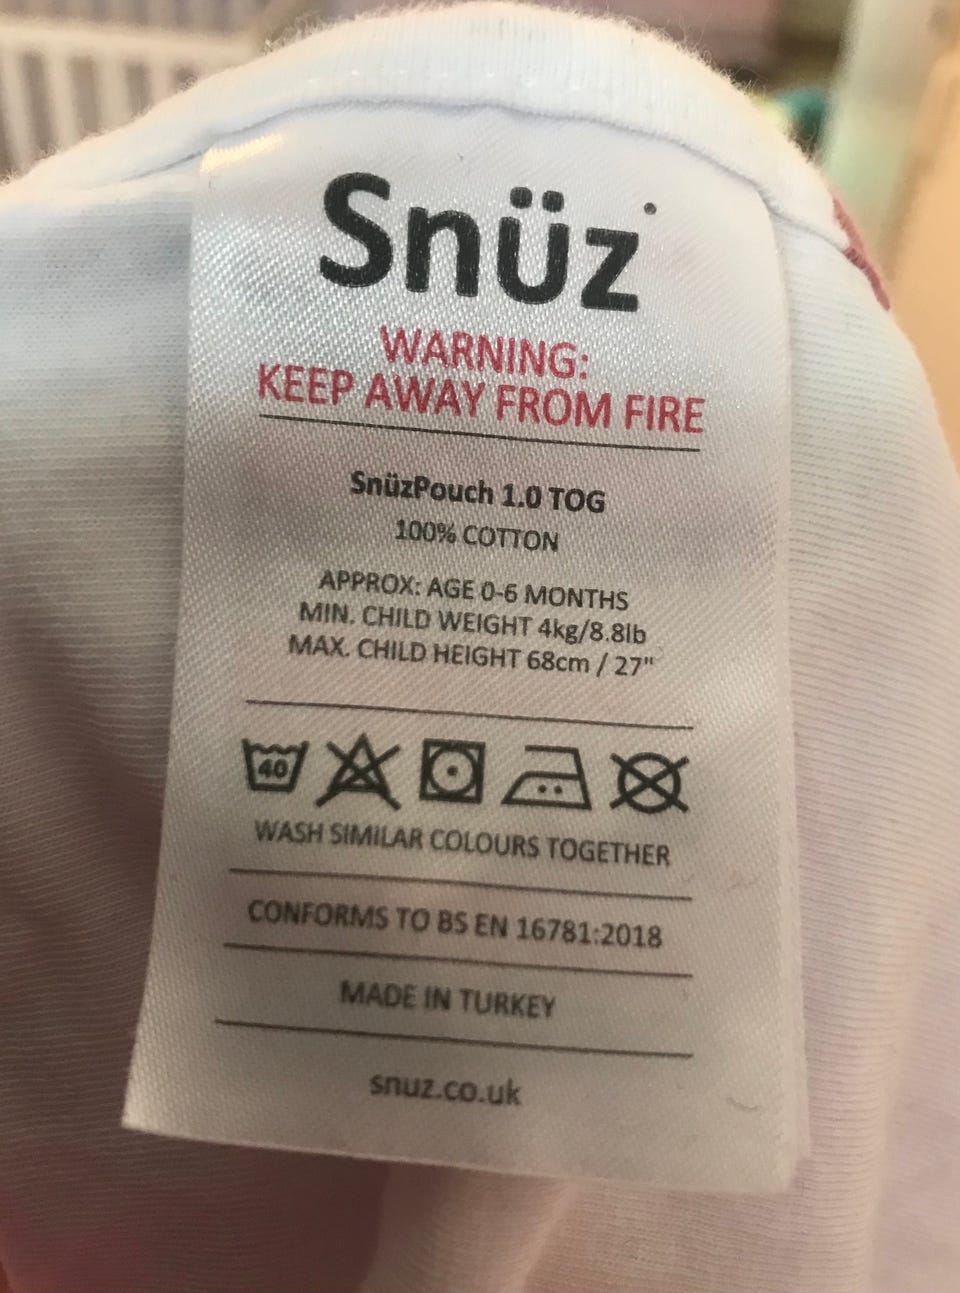 Snüz
WARNING:
KEEP AWAY FROM FIRE
SnüzPouch 1.0 TOG
100% COTTON
APPROX: AGE 0-6 MONTHS
MIN. CHILD WEIGHT 4kg/8.8lb
MAX. CHILD HEIGHT 68cm / 27"
40
WASH SIMILAR COLOURS TOGETHER
CONFORMS TO BS EN 16781:2018
MADE IN TURKEY
snuz.co.uk